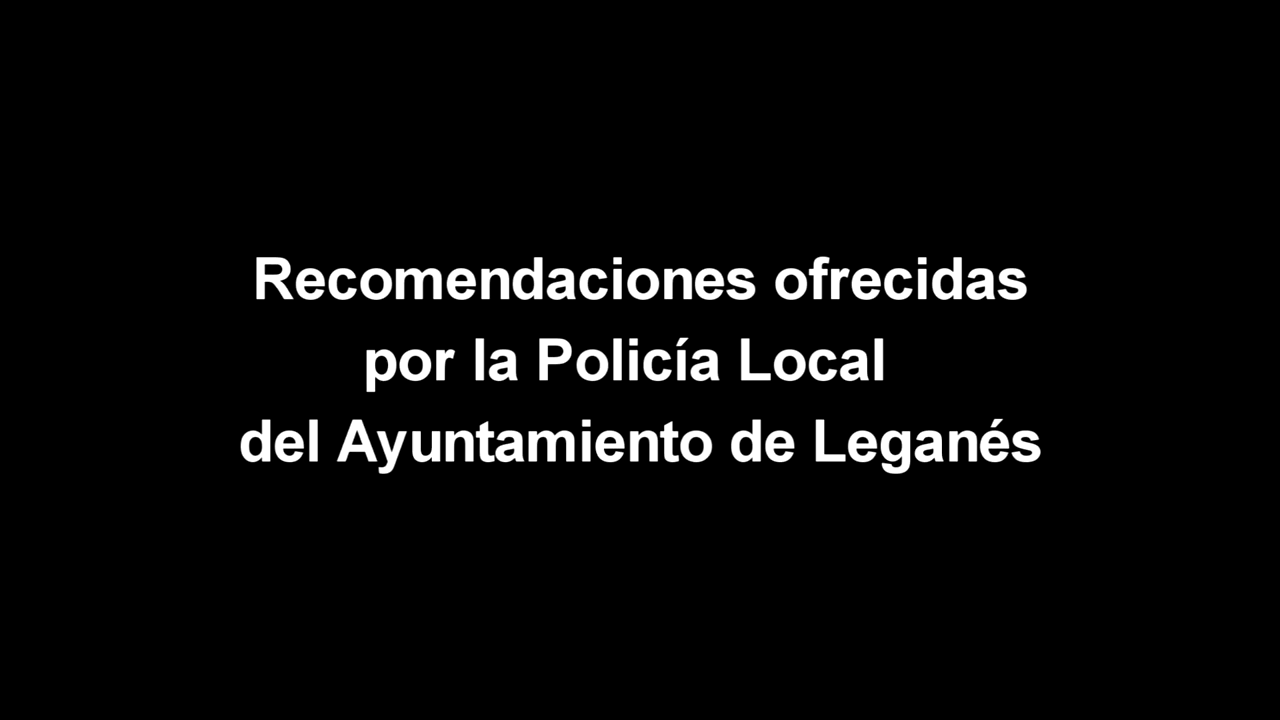 Recomendaciones ofrecidas
por la Policía Local
del Ayuntamiento de Leganés